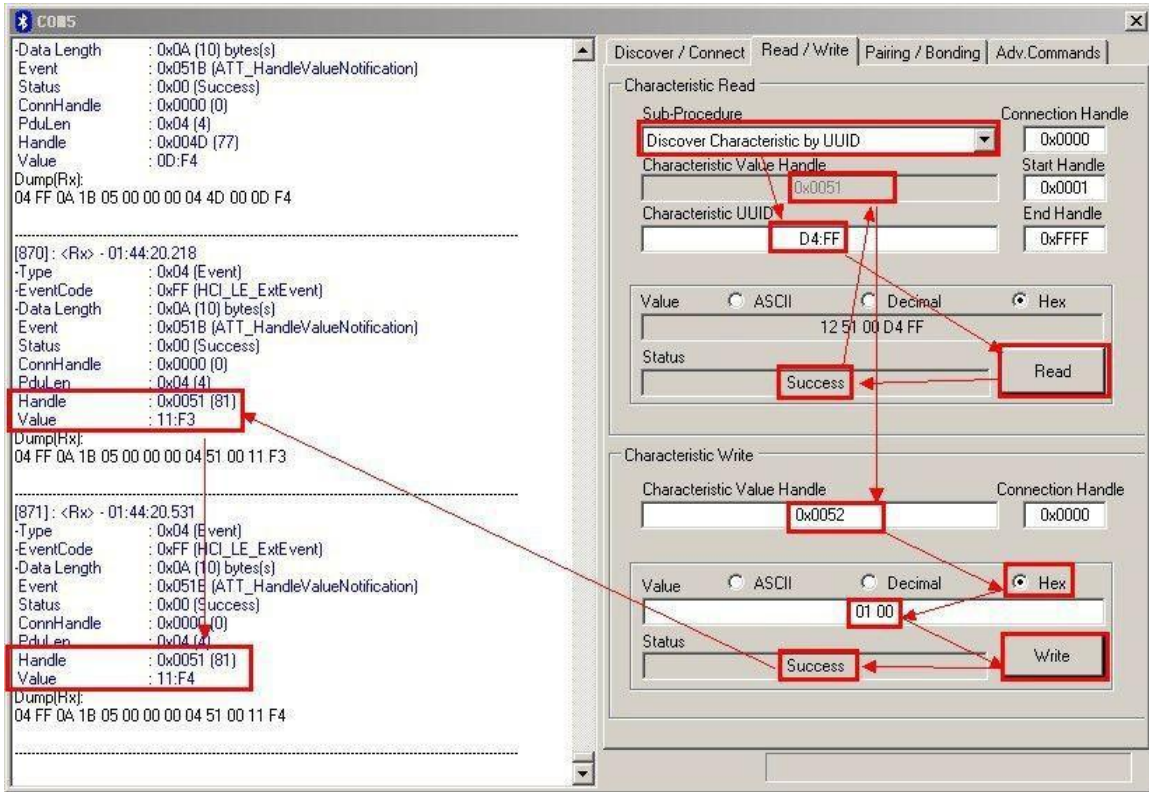 COM5
-Data Length : 0x0A (10) bytes(s)
Event : 0x051B (ATT_HandleValueNotification)
Status : 0x00 (Success)
ConnHandle : 0x0000 (0)
PduLen : 0x04 (4)
Handle : 0x004D (77)
Value : 0D:F4
Dump(Rx):
04 FF 0A 1B 05 00 00 00 04 4D 00 0D F4
[870] : <Rx> - 01:44:20.218
-Type : 0x04 (Event)
-EventCode : 0xFF (HCI_LE_ExtEvent)
-Data Length : 0x0A (10) bytes(s)
Event : 0x051B (ATT_HandleValueNotification)
Status : 0x00 (Success)
ConnHandle : 0x0000 (0)
PduLen : 0x04 (4)
Handle : 0x0051 (81)
Value : 11:F3
Dump(Rx):
04 FF 0A 1B 05 00 00 00 04 51 00 11 F3
[871] : <Rx> - 01:44:20.531
-Type : 0x04 (Event)
-EventCode : 0xFF (HCI_LE_ExtEvent)
-Data Length : 0x0A (10) bytes(s)
Event : 0x051B (ATT_HandleValueNotification)
Status : 0x00 (Success)
ConnHandle : 0x0000 (0)
PduLen : 0x04 (4)
Handle : 0x0051 (81)
Value : 11:F4
Dump(Rx):
04 FF 0A 1B 05 00 00 00 04 51 00 11 F4
Discover / Connect Read / Write Pairing / Bonding Adv.Commands
Characteristic Read
Sub-Procedure Connection Handle
Discover Characteristic by UUID 0x0000
Characteristic Value Handle Start Handle
0x0051 0x0001
Characteristic UUID End Handle
D4:FF 0xFFFF
Value ASCII Decimal Hex
12 51 00 D4 FF
Status
Success Read
Characteristic Write
Characteristic Value Handle Connection Handle
0x0052 0x0000
Value ASCII Decimal Hex
01 00
Status
Success Write